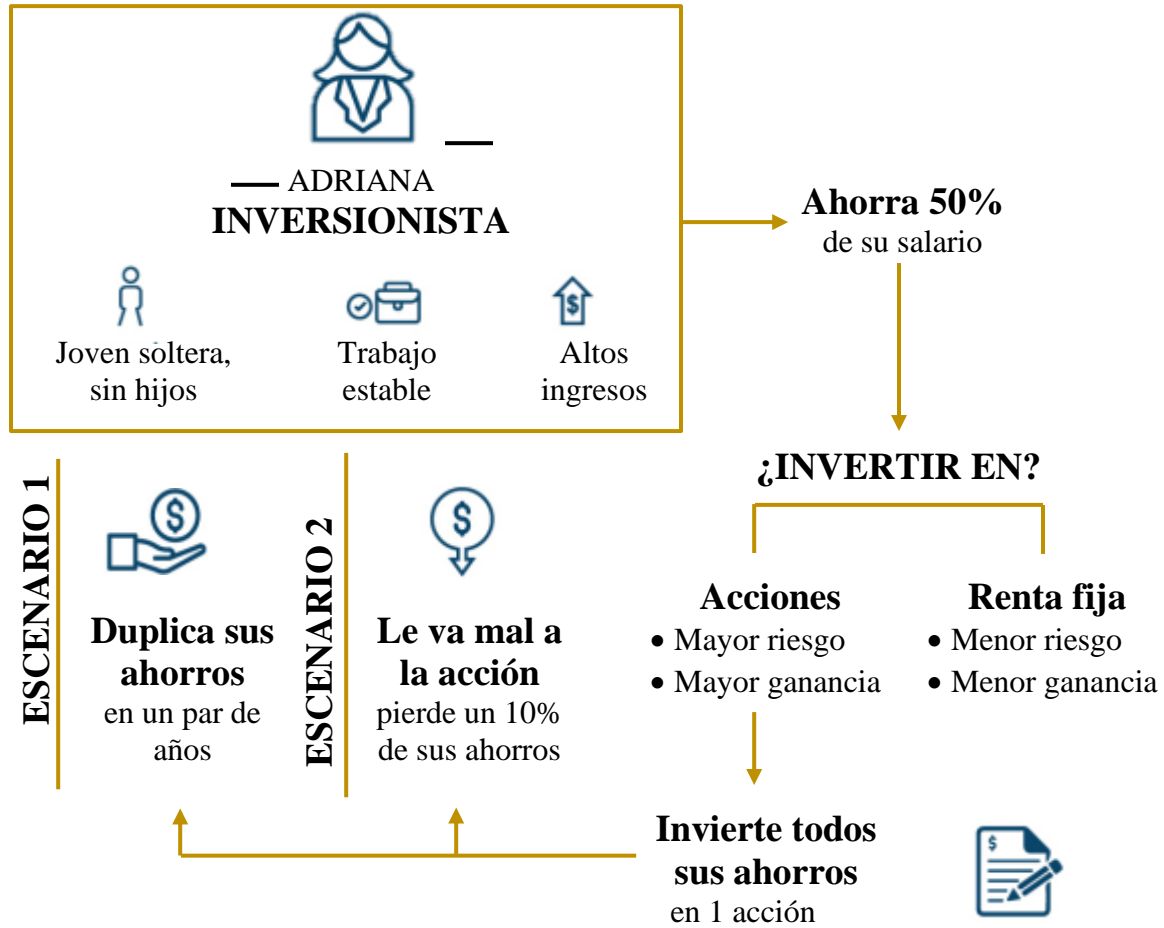 ADRIANA
INVERSIONISTA
Joven soltera,
sin hijos
Trabajo
estable
Altos
ingresos
Ahorra 50%
de su salario
¿INVERTIR EN?
Acciones
• Mayor riesgo
• Mayor ganancia
Renta fija
• Menor riesgo
• Menor ganancia
Invierte todos
sus ahorros
en 1 acción
$
ESCENARIO 1
$
Duplica sus
ahorros
en un par de
años
ESCENARIO 2
$
Le va mal a
la acción
pierde un 10%
de sus ahorros